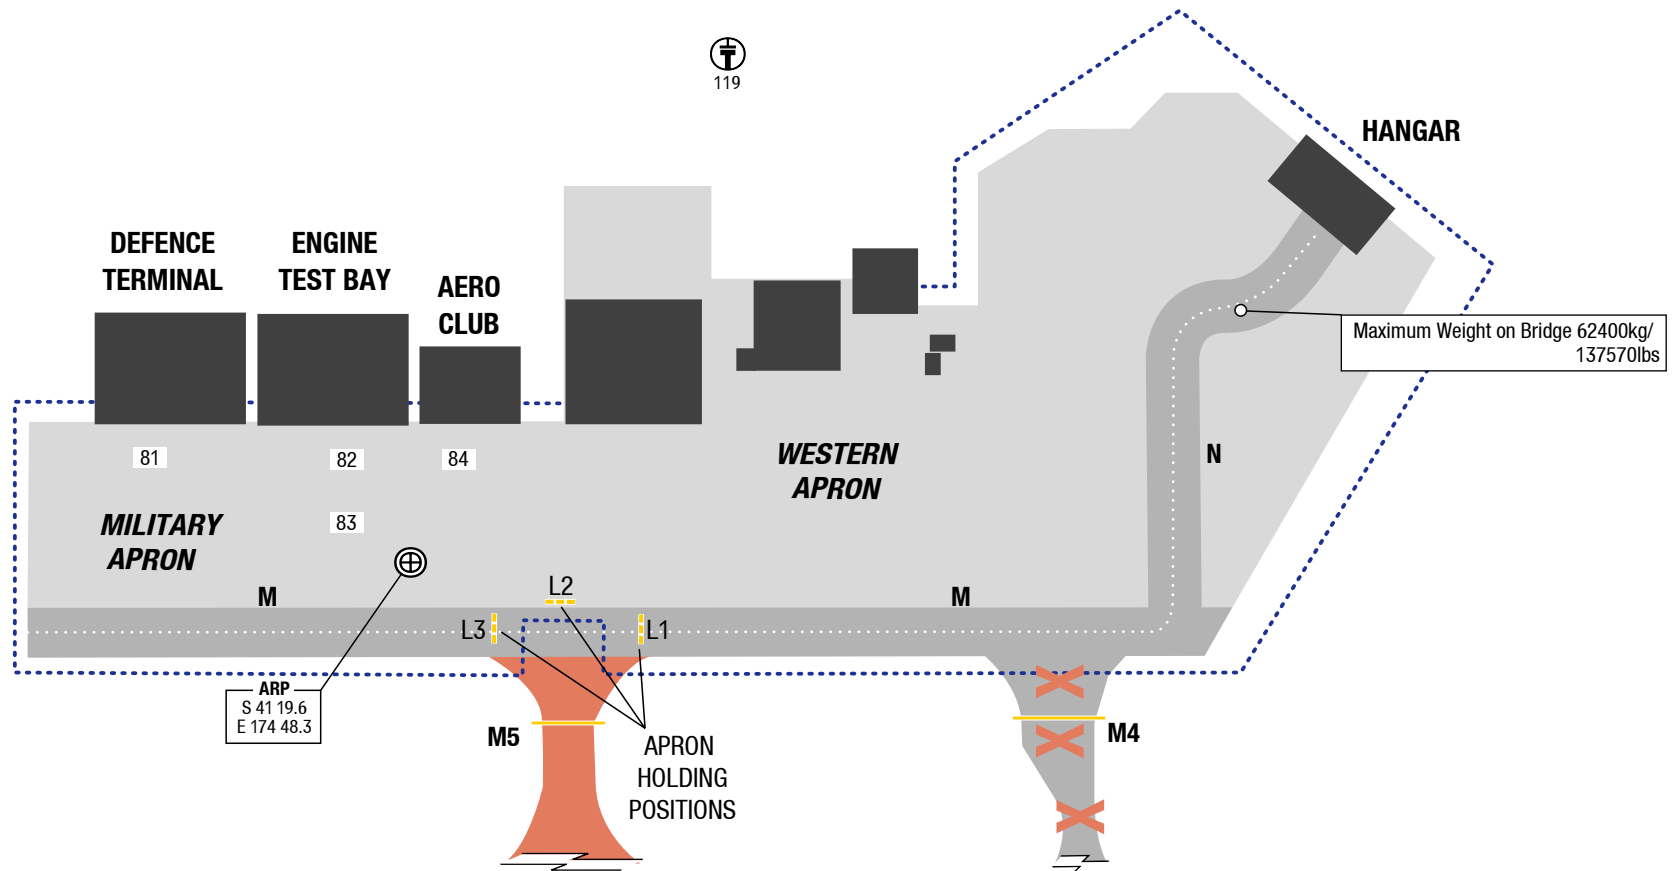 119
HANGAR
DEFENCE
TERMINAL
ENGINE
TEST BAY
AERO
CLUB
Maximum Weight on Bridge 62400kg/
137570lbs
81
82
84
WESTERN
APRON
N
83
MILITARY
APRON
M
L2
M
L3
L1
ARP
S 41 19.6
E 174 48.3
M5
APRON
HOLDING
POSITIONS
M4